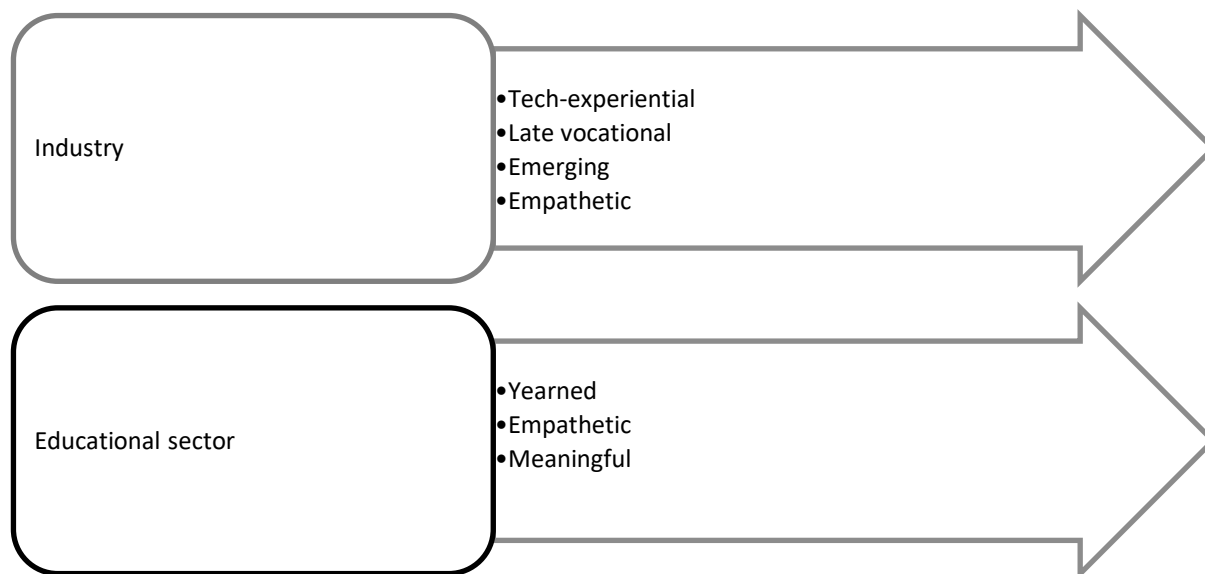 Industry
•Tech-experiential
•Late vocational
•Emerging
•Empathetic
Educational sector
•Yearned
•Empathetic
•Meaningful